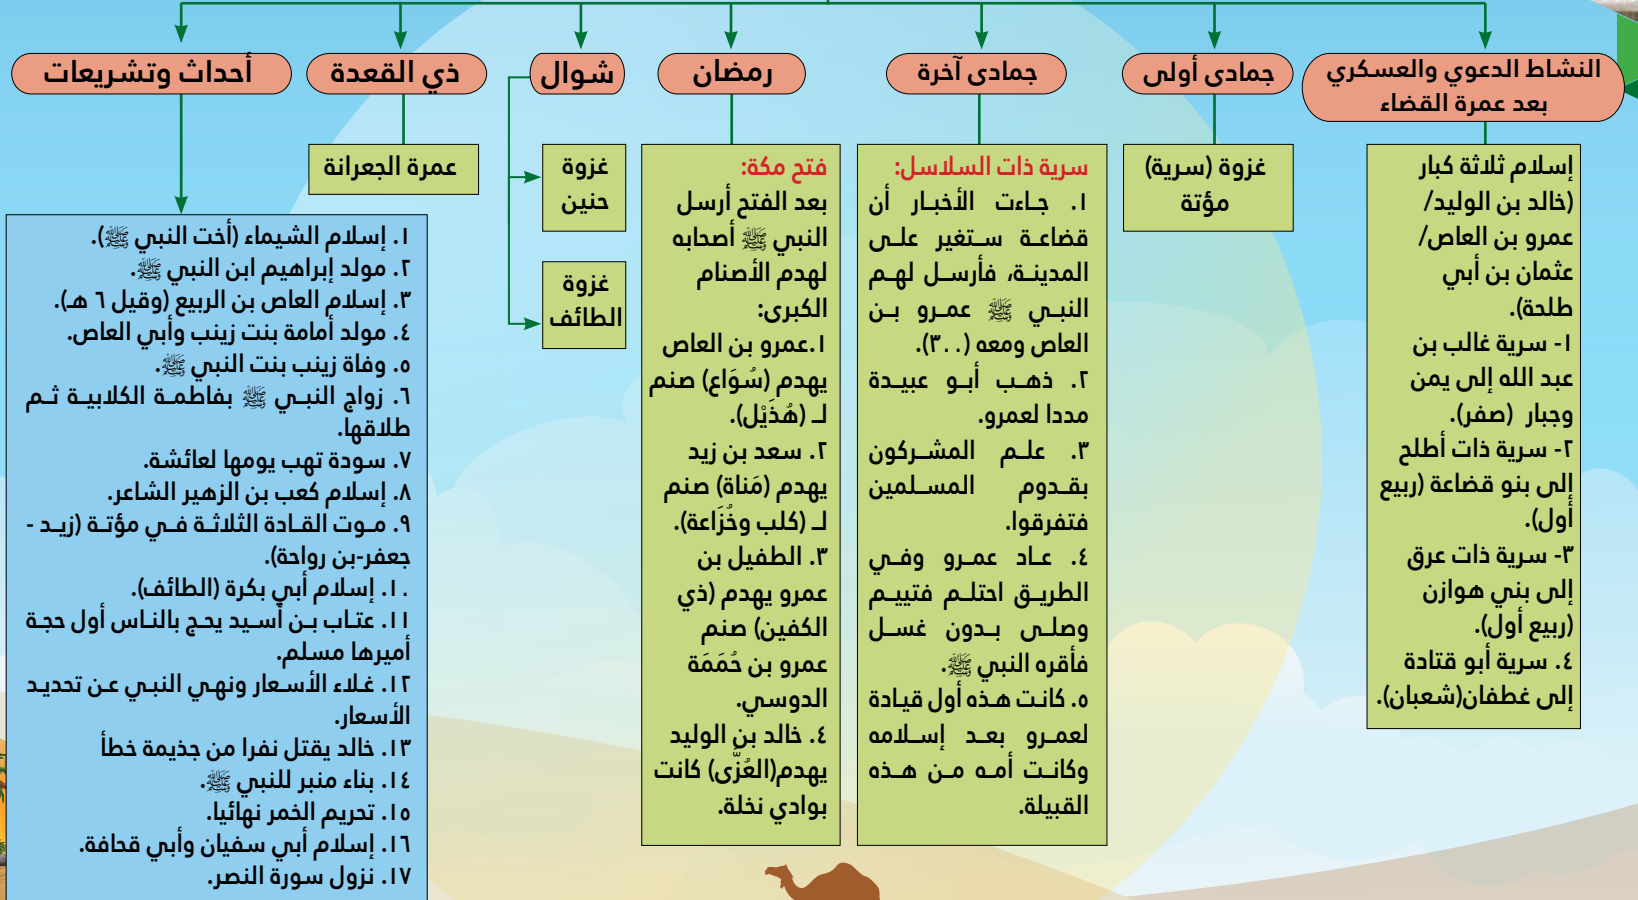 النشاط الدعوي والعسكري
بعد عمرة القضاء
إسلام ثلاثة كبار
(خالد بن الوليد/
عمرو بن العاص/
عثمان بن أبي
طلحة).
١- سرية غالب بن
عبد الله إلى يمن
وجبار (صفر).
٢- سرية ذات أطلح
إلى بنو قضاعة (ربيع
أول).
٣- سرية ذات عرق
إلى بني هوازن
(ربيع أول).
٤. سرية أبو قتادة
إلى غطفان(شعبان).
جمادى أولى
غزوة (سرية)
مؤتة
جمادى آخرة
سرية ذات السلاسل:
١. جاءت الأخبار أن
قضاعة ستغير على
المدينة، فأرسل لهم
النبي ﷺ عمرو بن
العاص ومعه (٣٠٠).
٢. ذهب أبو عبيدة
مددا لعمرو.
٣. علم المشركون
بقدوم المسلمين
فتفرقوا.
٤. عاد عمرو وفي
الطريق احتلم فتييم
وصلى بدون غسل
فأقره النبي ﷺ.
٥. كانت هذه أول قيادة
لعمرو بعد إسلامه
وكانت أمه من هذه
القبيلة.
رمضان
فتح مكة:
بعد الفتح أرسل
النبي ﷺ أصحابه
لهدم الأصنام
الكبرى:
١.عمرو بن العاص
يهدم (سُوَاع) صنم
لـ (هُذَيْل).
٢. سعد بن زيد
يهدم (مَناة) صنم
لـ (كلب وخُزَاعة).
٣. الطفيل بن
عمرو يهدم (ذي
الكفين) صنم
عمرو بن حُمَمَة
الدوسي.
٤. خالد بن الوليد
يهدم(العُزَّى) كانت
بوادي نخلة.
شوال
غزوة
حنين
غزوة
الطائف
ذي القعدة
عمرة الجعرانة
أحداث وتشريعات
١. إسلام الشيماء (أخت النبي ﷺ).
٢. مولد إبراهيم ابن النبي ﷺ.
٣. إسلام العاص بن الربيع (وقيل ٦ هـ).
٤. مولد أمامة بنت زينب وأبي العاص.
٥. وفاة زينب بنت النبي ﷺ.
٦. زواج النبي ﷺ بفاطمة الكلابية ثم
طلاقها.
٧. سودة تهب يومها لعائشة.
٨. إسلام كعب بن الزهير الشاعر.
٩. موت القادة الثلاثة في مؤتة (زيد -
جعفر-بن رواحة).
١٠. إسلام أبي بكرة (الطائف).
١١. عتاب بن أسيد يحج بالناس أول حجة
أميرها مسلم.
١٢. غلاء الأسعار ونهي النبي عن تحديد
الأسعار.
١٣. خالد يقتل نفرا من جذيمة خطأ
١٤. بناء منبر للنبي ﷺ.
١٥. تحريم الخمر نهائيا.
١٦. إسلام أبي سفيان وأبي قحافة.
١٧. نزول سورة النصر.